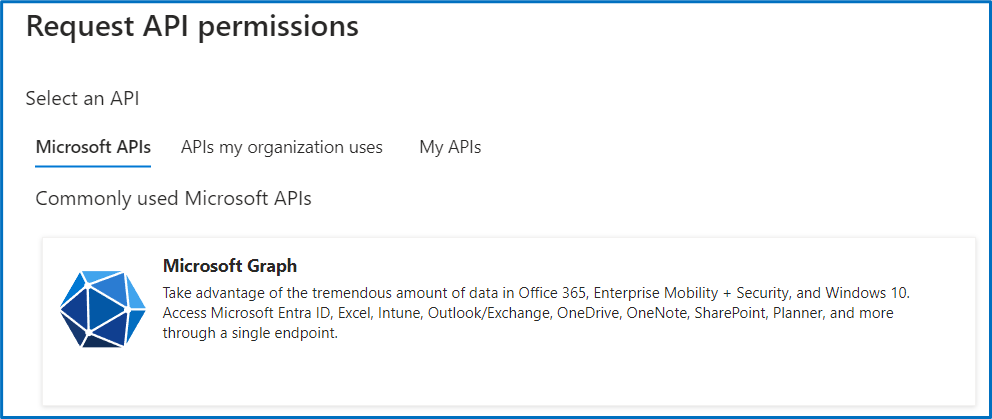 Request API permissions
Select an API
Microsoft APIs APIs my organization uses My APIs
Commonly used Microsoft APIs
Microsoft Graph
Take advantage of the tremendous amount of data in Office 365, Enterprise Mobility + Security, and Windows 10.
Access Microsoft Entra ID, Excel, Intune, Outlook/Exchange, OneDrive, OneNote, SharePoint, Planner, and more
through a single endpoint.